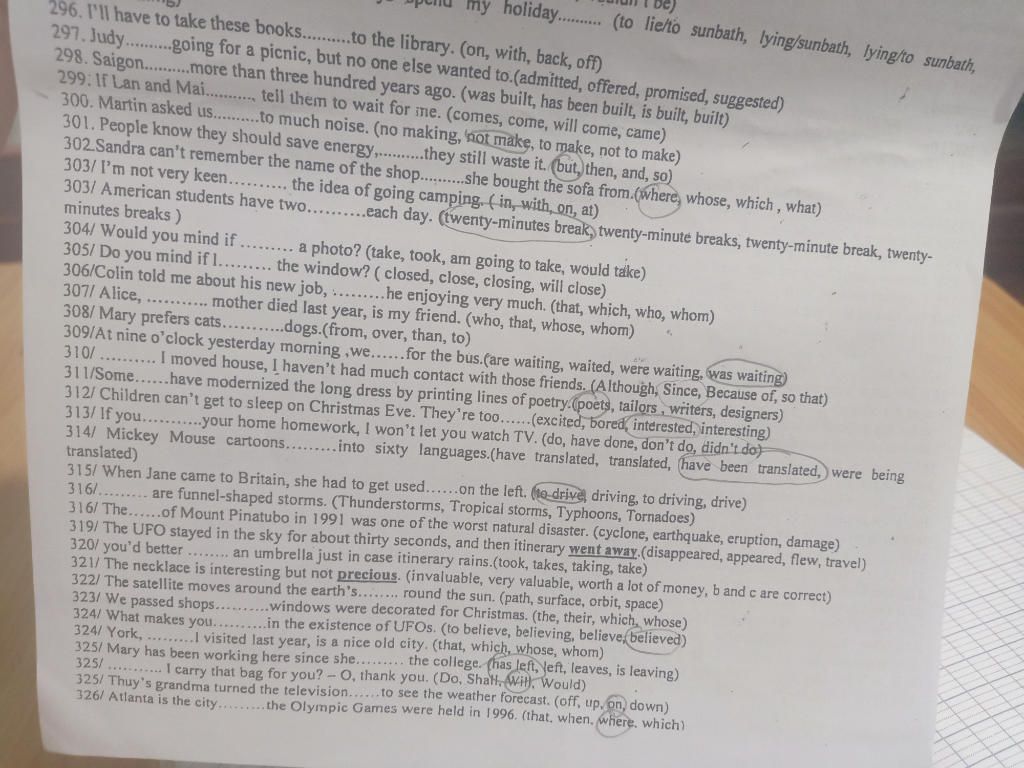 my holiday.......... (to lie/to sunbath, lying/sunbath, lying/to sunbath,
296. I'll have to take these books..........to the library. (on, with, back, off)
297. Judy..........going for a picnic, but no one else wanted to.(admitted, offered, promised, suggested)
298. Saigon..........more than three hundred years ago. (was built, has been built, is built, built)
299. If Lan and Mai........... tell them to wait for me. (comes, come, will come, came)
300. Martin asked us..........to much noise. (no making, not make, to make, not to make)
301. People know they should save energy,..........they still waste it. (but, then, and, so)
302.Sandra can't remember the name of the shop..........she bought the sofa from.(where, whose, which , what)
303/ I'm not very keen........... the idea of going camping. ( in, with, on, at)
303/ American students have two...........each day. (twenty-minutes break, twenty-minute breaks, twenty-minute break, twenty-
minutes breaks )
304/ Would you mind if ......... a photo? (take, took, am going to take, would take)
305/ Do you mind if I......... the window? ( closed, close, closing, will close)
306/Colin told me about his new job, ..........he enjoying very much. (that, which, who, whom)
307/ Alice, ........... mother died last year, is my friend. (who, that, whose, whom)
308/ Mary prefers cats...........dogs.(from, over, than, to)
309/At nine o'clock yesterday morning ,we......for the bus.(are waiting, waited, were waiting, was waiting)
310/ .......... I moved house, I haven't had much contact with those friends. (Although, Since, Because of, so that)
311/Some......have modernized the long dress by printing lines of poetry.(poets, tailors , writers, designers)
312/ Children can't get to sleep on Christmas Eve. They're too......(excited, bored, interested, interesting)
313/ If you...........your home homework, I won't let you watch TV. (do, have done, don't do, didn't do)
314/ Mickey Mouse cartoons..........into sixty languages.(have translated, translated, have been translated, were being
translated)
315/ When Jane came to Britain, she had to get used......on the left. (to drive, driving, to driving, drive)
316/......... are funnel-shaped storms. (Thunderstorms, Tropical storms, Typhoons, Tornadoes)
316/ The......of Mount Pinatubo in 1991 was one of the worst natural disaster. (cyclone, earthquake, eruption, damage)
319/ The UFO stayed in the sky for about thirty seconds, and then itinerary went away.(disappeared, appeared, flew, travel)
320/ you'd better ........ an umbrella just in case itinerary rains.(took, takes, taking, take)
321/ The necklace is interesting but not precious. (invaluable, very valuable, worth a lot of money, b and c are correct)
322/ The satellite moves around the earth's........ round the sun. (path, surface, orbit, space)
323/ We passed shops..........windows were decorated for Christmas. (the, their, which, whose)
324/ What makes you..........in the existence of UFOs. (to believe, believing, believe, believed)
324/ York, .........I visited last year, is a nice old city. (that, which, whose, whom)
325/ Mary has been working here since she......... the college. (has left, left, leaves, is leaving)
325/ ........... I carry that bag for you? – O, thank you. (Do, Shall, Will, Would)
325/ Thuy's grandma turned the television......to see the weather forecast. (off, up, on, down)
326/ Atlanta is the city.........the Olympic Games were held in 1996. (that, when, where, which)